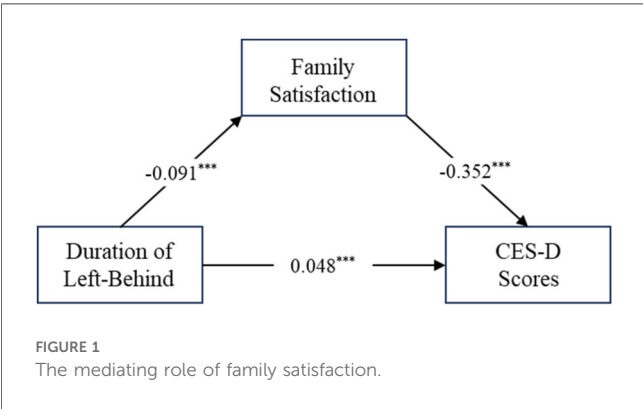 Family
Satisfaction
-0.091***
-0.352***
Duration of
Left-Behind
0.048***
CES-D
Scores
FIGURE 1
The mediating role of family satisfaction.